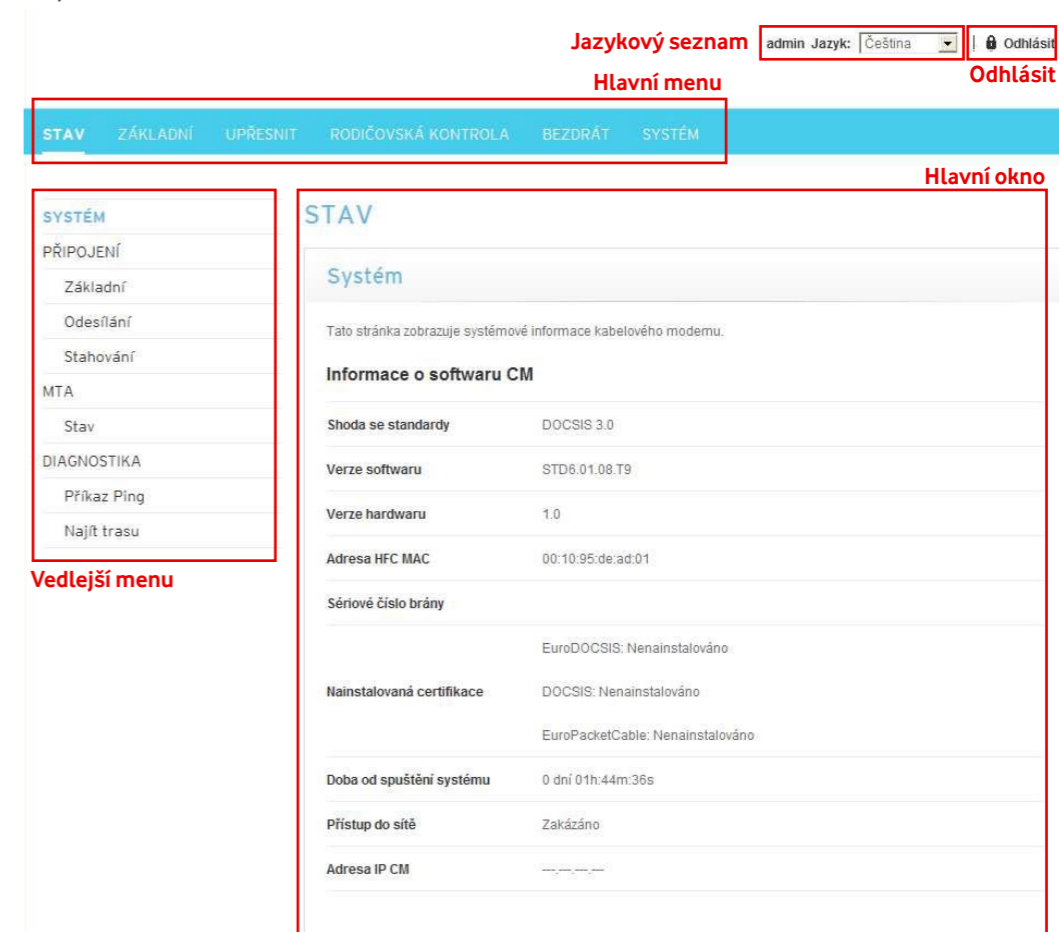 Jazykový seznam
admin Jazyk: Čeština | Odhlásit
Hlavní menu
Odhlásit
STAV ZÁKLADNÍ UPŘESNIT RODIČOVSKÁ KONTROLA BEZDRÁT SYSTÉM
Hlavní okno
SYSTÉM
PŘIPOJENÍ
Základní
Odesílání
Stahování
MTA
Stav
DIAGNOSTIKA
Příkaz Ping
Najít trasu
Vedlejší menu
STAV
Systém
Tato stránka zobrazuje systémové informace kabelového modemu.
Informace o softwaru CM
Shoda se standardy DOCSIS 3.0
Verze softwaru STD6.01.08.T9
Verze hardwaru 1.0
Adresa HFC MAC 00:10:95:de:ad:01
Sériové číslo brány
EuroDOCSIS: Nenainstalováno
Nainstalovaná certifikace DOCSIS: Nenainstalováno
EuroPacketCable: Nenainstalováno
Doba od spuštění systému 0 dní 01h:44m:36s
Přístup do sítě Zakázáno
Adresa IP CM ---.---.---.---